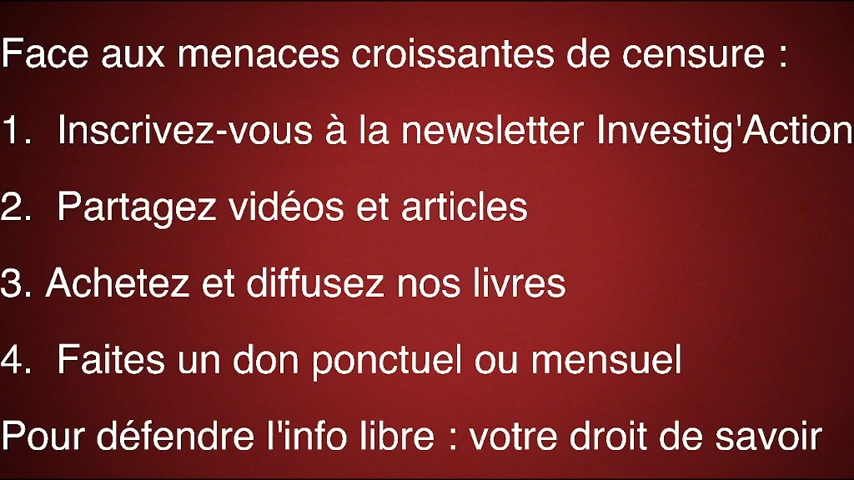 Face aux menaces croissantes de censure :
1. Inscrivez-vous à la newsletter Investig'Action
2. Partagez vidéos et articles
3. Achetez et diffusez nos livres
4. Faites un don ponctuel ou mensuel
Pour défendre l'info libre : votre droit de savoir